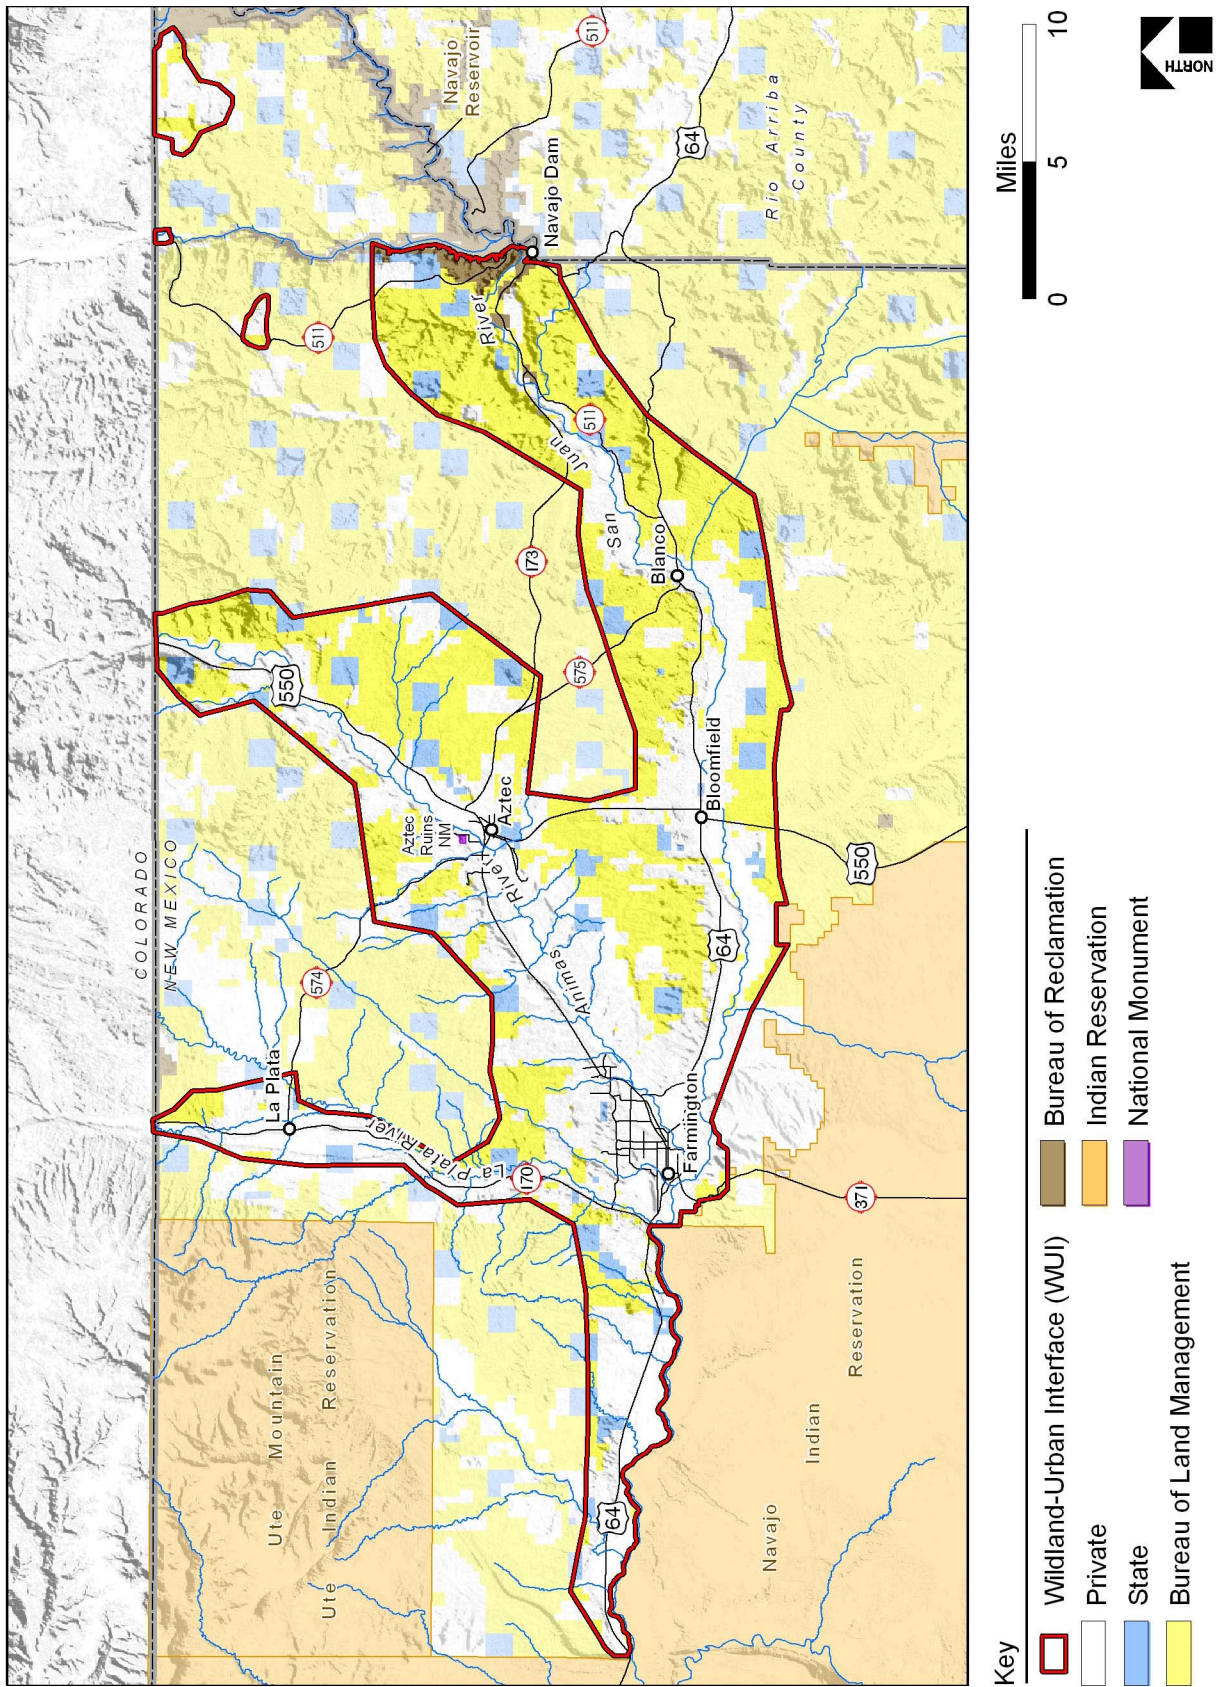 COLORADO
NEW MEXICO
Ute Mountain
Ute Indian Reservation
La Plata
574
550
511
Navajo
Reservoir
511
La Plata River
170
Aztec
Ruins
NM
Aztec
173
River
Navajo Dam
Animas River
575
San Juan
511
64
Farmington
64
Bloomfield
Blanco
64
Rio Arriba
County
Navajo
Indian
Reservation
371
550
Key
Wildland-Urban Interface (WUI)
Private
State
Bureau of Land Management
Bureau of Reclamation
Indian Reservation
National Monument
Miles
0 5 10
NORTH